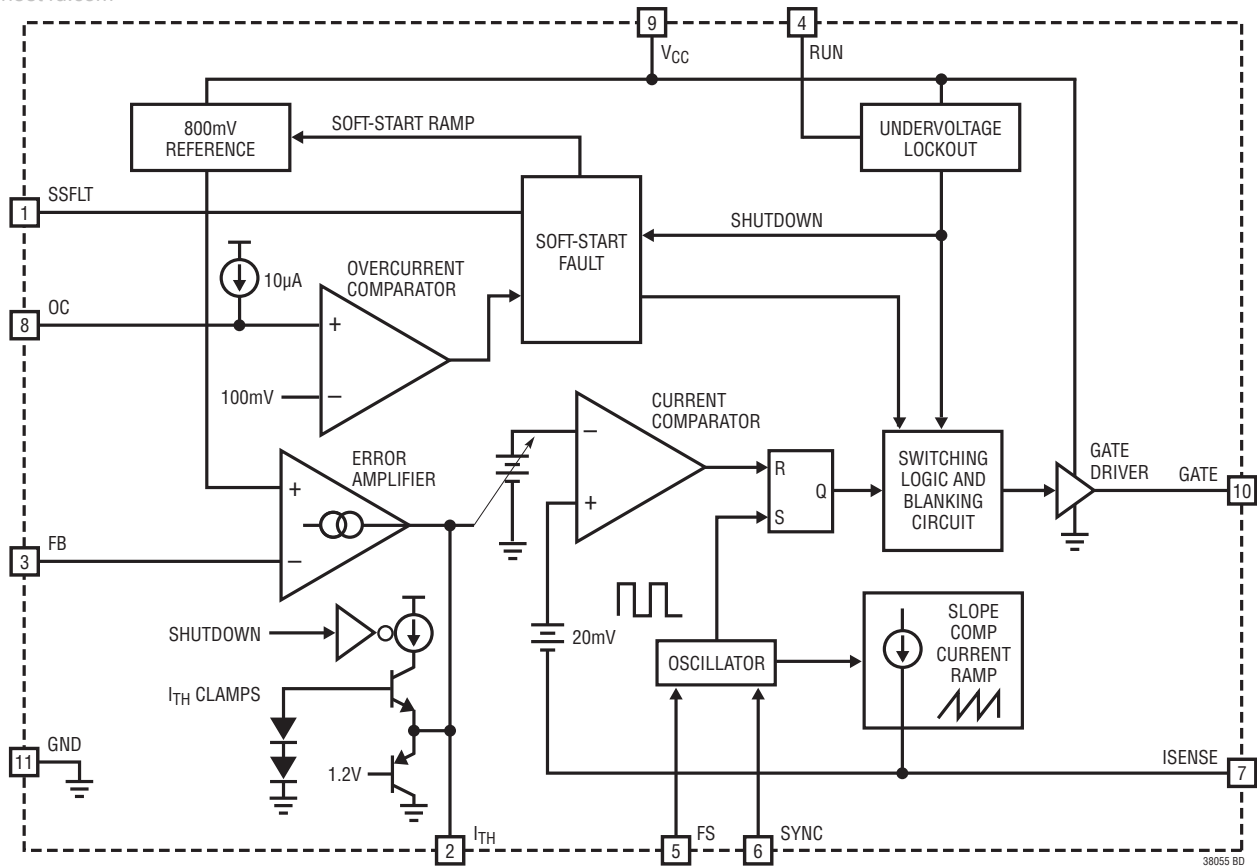 9
V_CC
4
RUN
800mV
REFERENCE
SOFT-START RAMP
UNDERVOLTAGE
LOCKOUT
1
SSFLT
SOFT-START
FAULT
SHUTDOWN
10µA
OVERCURRENT
COMPARATOR
8
OC
+
100mV
–
CURRENT
COMPARATOR
ERROR
AMPLIFIER
+
–
–
+
R
S
Q
SWITCHING
LOGIC AND
BLANKING
CIRCUIT
GATE
DRIVER
GATE
10
3
FB
SHUTDOWN
20mV
OSCILLATOR
SLOPE
COMP
CURRENT
RAMP
I_TH CLAMPS
11
GND
1.2V
ISENSE
7
2
I_TH
5
FS
6
SYNC
38055 BD